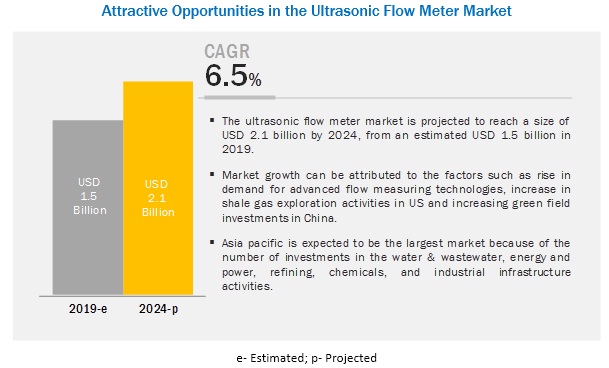 Attractive Opportunities in the Ultrasonic Flow Meter Market
CAGR
6.5%
▪ The ultrasonic flow meter market is projected to reach a size of
USD 2.1 billion by 2024, from an estimated USD 1.5 billion in
2019.
▪ Market growth can be attributed to the factors such as rise in
demand for advanced flow measuring technologies, increase in
shale gas exploration activities in US and increasing green field
investments in China.
▪ Asia pacific is expected to be the largest market because of the
number of investments in the water & wastewater, energy and
power, refining, chemicals, and industrial infrastructure
activities.
USD
1.5
Billion
USD
2.1
Billion
2019-e
2024-p
e- Estimated; p- Projected